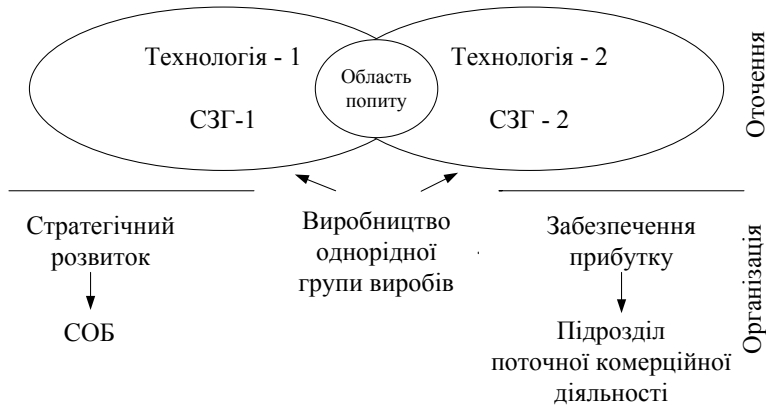 Технологія - 1
Область
попиту
Технологія - 2
СЗГ-1
СЗГ - 2
Оточення
Стратегічний
розвиток
СОБ
Виробництво
однорідної
групи виробів
Забезпечення
прибутку
Підрозділ
поточної комерційної
діяльності
Організація